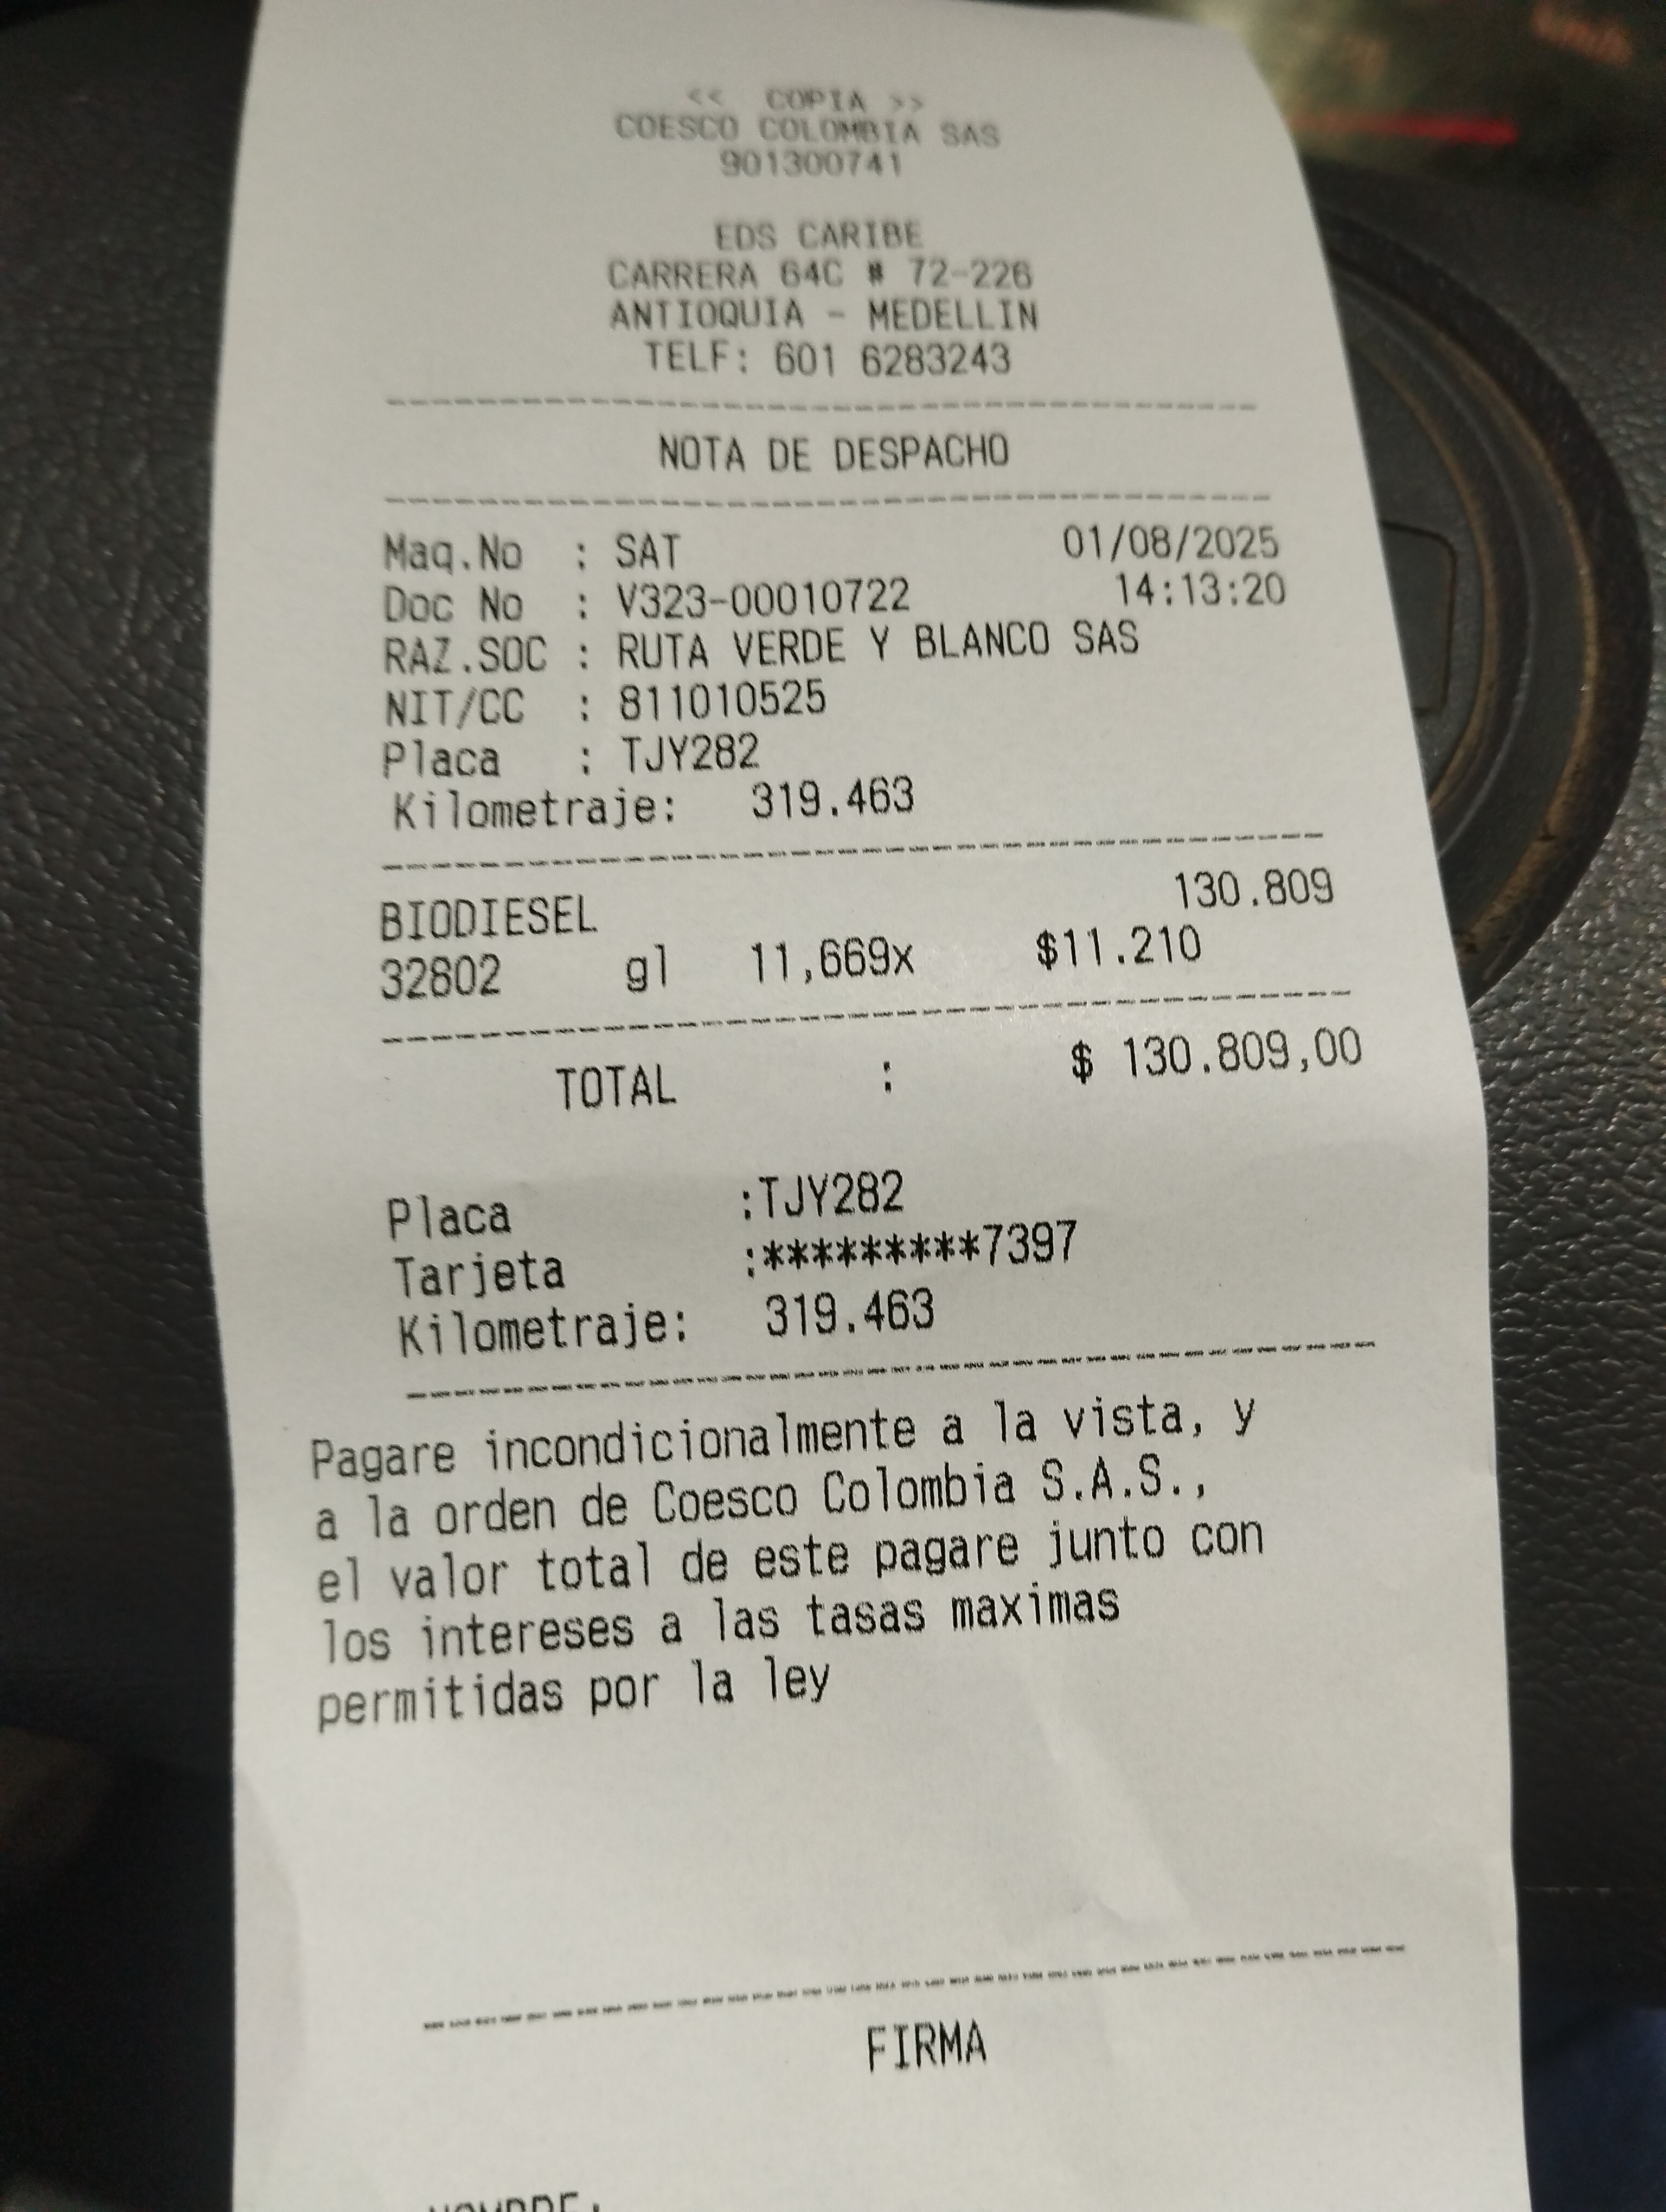 << COPIA >>
COESCO COLOMBIA SAS
901300741
EDS CARIBE
CARRERA 64C # 72-226
ANTIOQUIA - MEDELLIN
TELF: 601 6283243
NOTA DE DESPACHO
Maq.No : SAT 01/08/2025
Doc No : V323-00010722 14:13:20
RAZ.SOC : RUTA VERDE Y BLANCO SAS
NIT/CC : 811010525
Placa : TJY282
Kilometraje: 319.463
BIODIESEL 130.809
32802 gl 11,669x $11.210
TOTAL : $ 130.809,00
Placa :TJY282
Tarjeta :*********7397
Kilometraje: 319.463
Pagare incondicionalmente a la vista, y
a la orden de Coesco Colombia S.A.S.,
el valor total de este pagare junto con
los intereses a las tasas maximas
permitidas por la ley
FIRMA
NOMBRE: